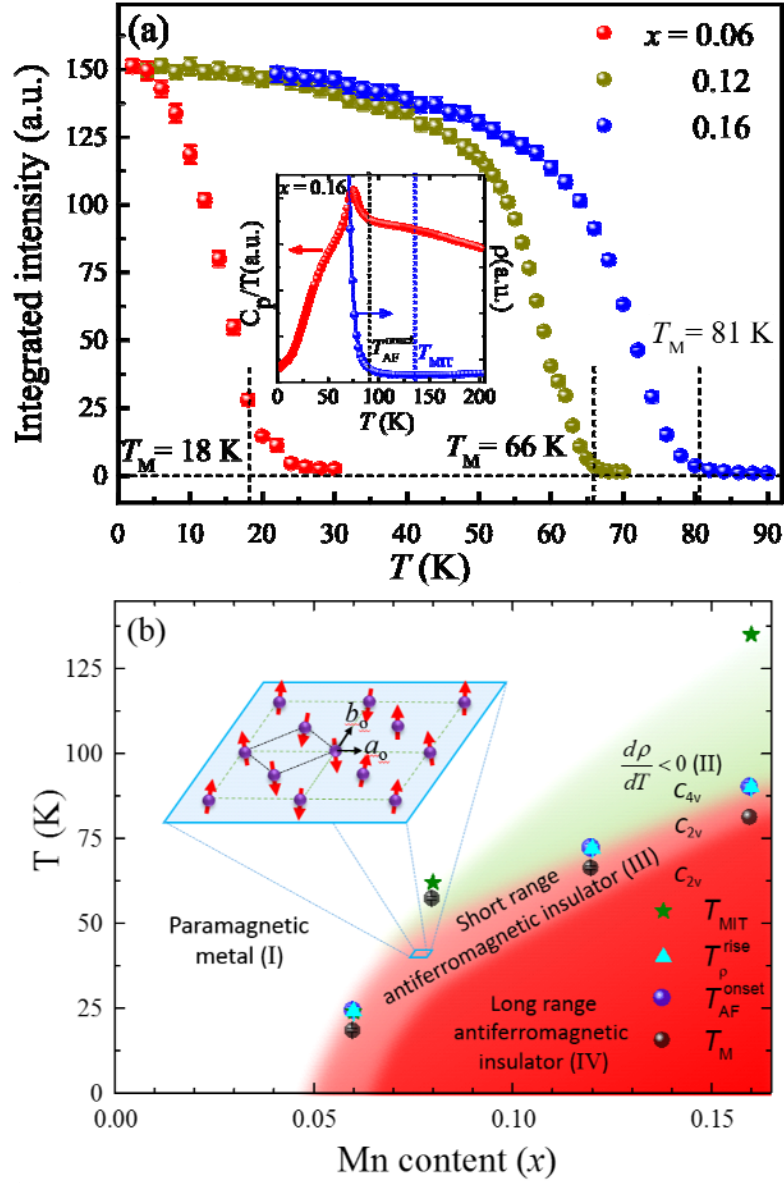 (a)
x = 0.06
0.12
0.16
Integrated intensity (a.u.)
150
125
100
75
50
25
0
x = 0.16
C_p/T(a.u.)
ρ(a.u.)
T_AF^onset
T_MIT
0 50 100 150 200
T (K)
T_M = 81 K
T_M = 18 K
T_M = 66 K
0 10 20 30 40 50 60 70 80 90
T (K)
(b)
125
100
75
50
25
0
T (K)
b_o
a_o
dρ/dT < 0 (II)
C_4v
C_2v
C_2v
Short range
antiferromagnetic insulator (III)
Paramagnetic
metal (I)
Long range
antiferromagnetic
insulator (IV)
T_MIT
T_ρ^rise
T_AF^onset
T_M
0.00 0.05 0.10 0.15
Mn content (x)